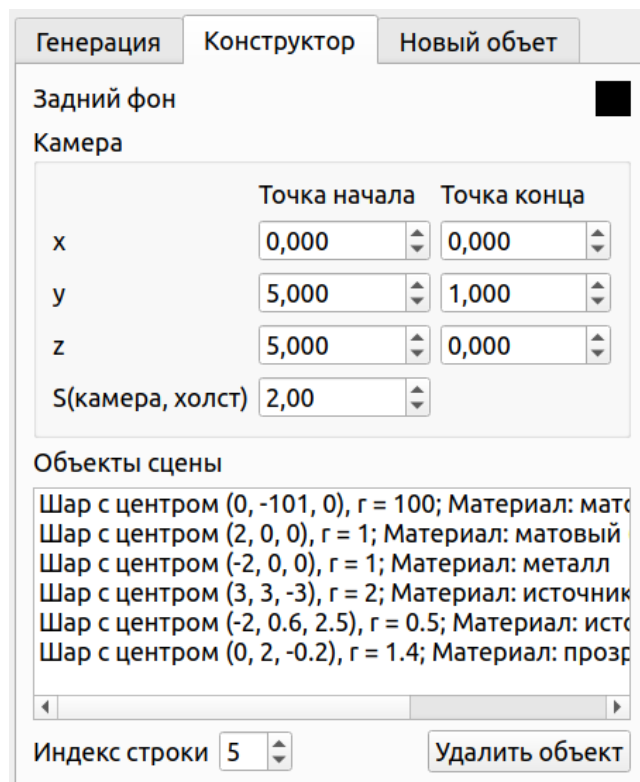 Генерация Конструктор Новый объет
Задний фон
Камера
Точка начала Точка конца
x 0,000 0,000
y 5,000 1,000
z 5,000 0,000
S(камера, холст) 2,00
Объекты сцены
Шар с центром (0, -101, 0), r = 100; Материал:
Шар с центром (2, 0, 0), r = 1; Материал: матовый
Шар с центром (-2, 0, 0), r = 1; Материал: металл
Шар с центром (3, 3, -3), r = 2; Материал: источник
Шар с центром (-2, 0.6, 2.5), r = 0.5; Материал:
Шар с центром (0, 2, -0.2), r = 1.4; Материал:
Индекс строки 5 Удалить объект